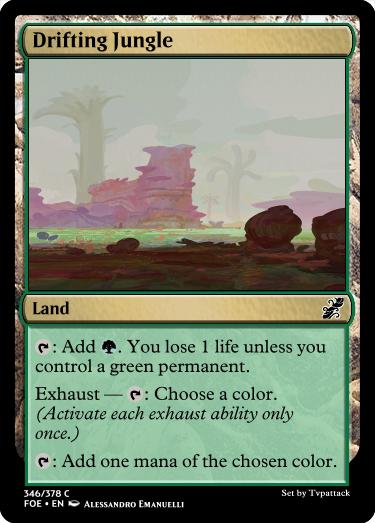 Drifting Jungle
Land
: Add . You lose 1 life unless you
control a green permanent.
Exhaust — : Choose a color.
(Activate each exhaust ability only
once.)
: Add one mana of the chosen color.
346/378 C
FOE • EN Alessandro Emanuelli
Set by Tvpattack